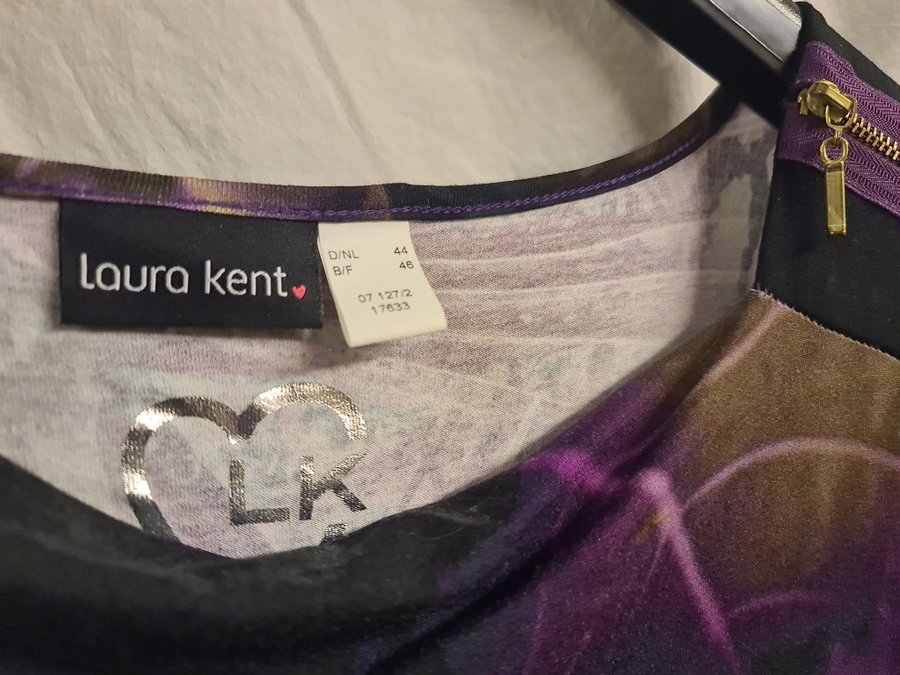 laura kent
D/NL 44
B/F 46
07 127/2
17633
LK